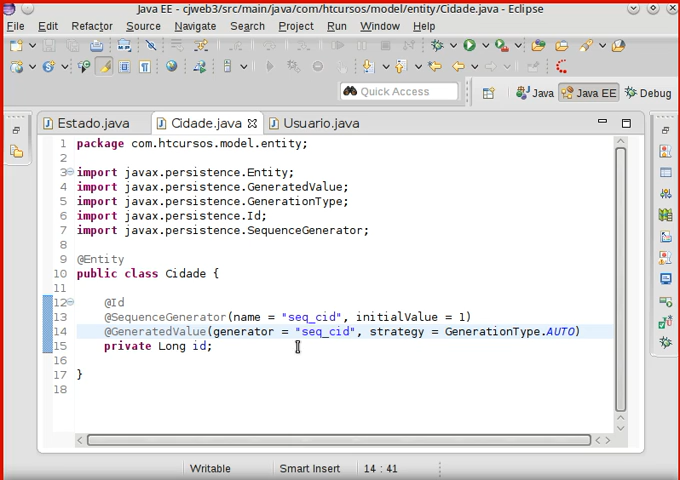 Java EE - cjweb3/src/main/java/com/htcursos/model/entity/Cidade.java - Eclipse
File Edit Refactor Source Navigate Search Project Run Window Help
Quick Access Java Java EE Debug
Estado.java Cidade.java Usuario.java
1 package com.htcursos.model.entity;
2
3 import javax.persistence.Entity;
4 import javax.persistence.GeneratedValue;
5 import javax.persistence.GenerationType;
6 import javax.persistence.Id;
7 import javax.persistence.SequenceGenerator;
8
9 @Entity
10 public class Cidade {
11
12 @Id
13 @SequenceGenerator(name = "seq_cid", initialValue = 1)
14 @GeneratedValue(generator = "seq_cid", strategy = GenerationType.AUTO)
15 private Long id;
16
17 }
18
Writable Smart Insert 14 : 41